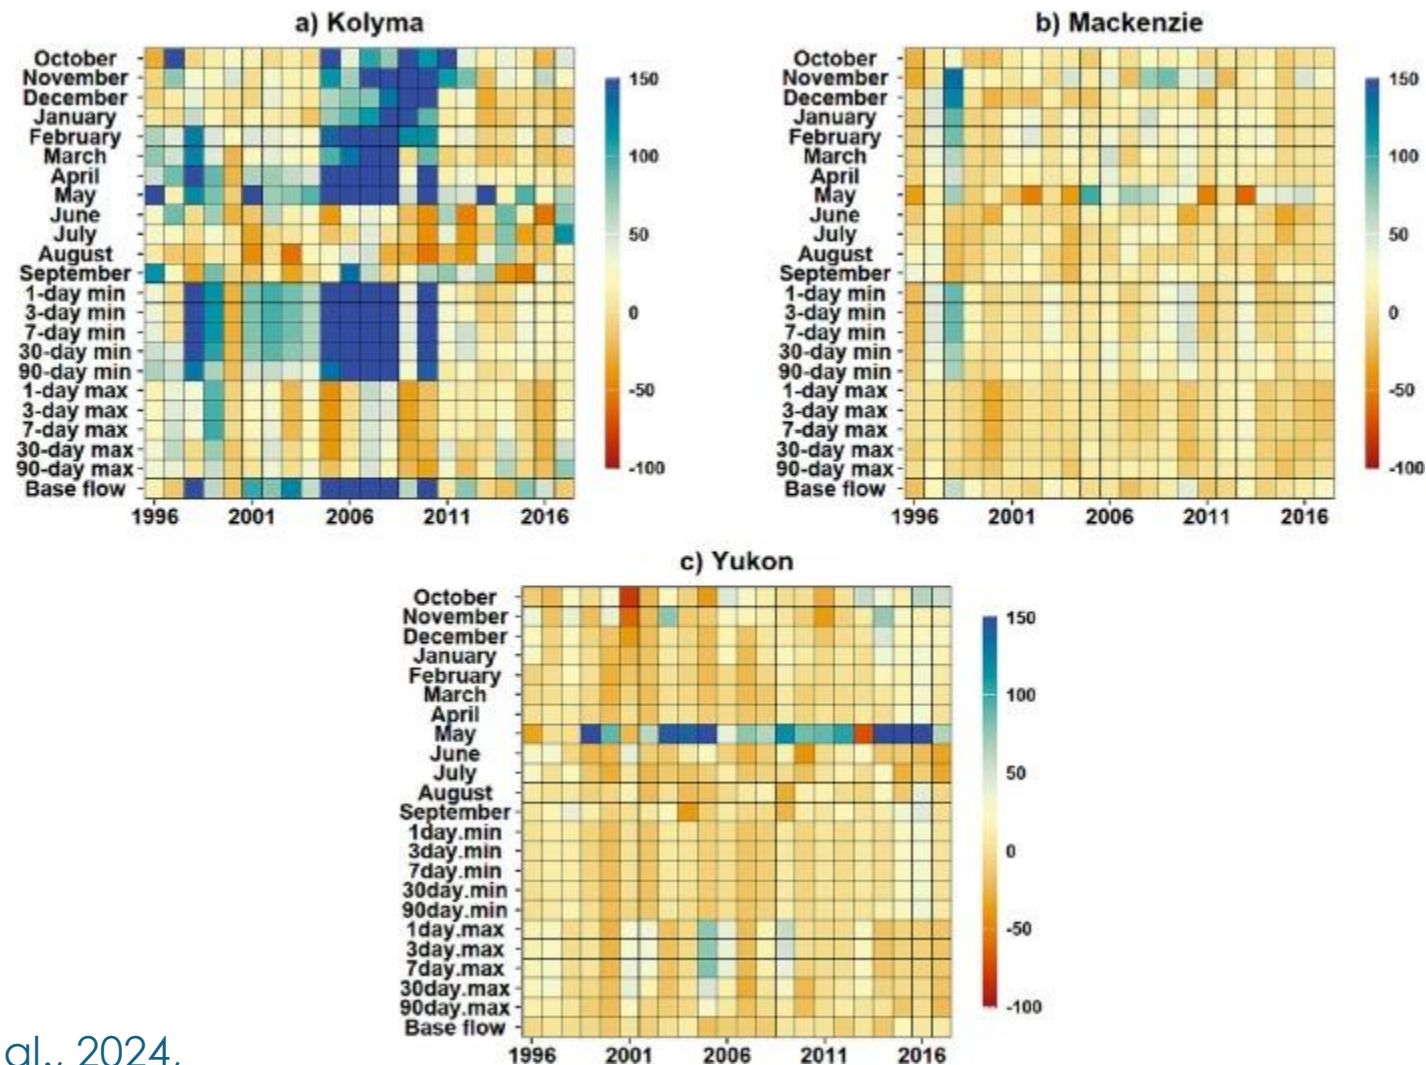 a) Kolyma
October
November
December
January
February
March
April
May
June
July
August
September
1-day min
3-day min
7-day min
30-day min
90-day min
1-day max
3-day max
7-day max
30-day max
90-day max
Base flow
1996 2001 2006 2011 2016
150
100
50
0
-50
-100
b) Mackenzie
October
November
December
January
February
March
April
May
June
July
August
September
1-day min
3-day min
7-day min
30-day min
90-day min
1-day max
3-day max
7-day max
30-day max
90-day max
Base flow
1996 2001 2006 2011 2016
150
100
50
0
-50
-100
c) Yukon
October
November
December
January
February
March
April
May
June
July
August
September
1day.min
3day.min
7day.min
30day.min
90day.min
1day.max
3day.max
7day.max
30day.max
90day.max
Base flow
1996 2001 2006 2011 2016
150
100
50
0
-50
-100
al., 2024,